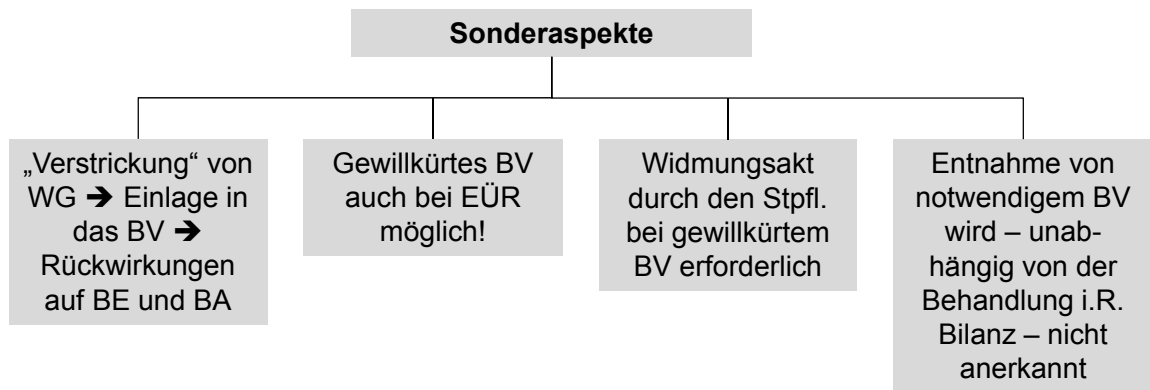 Sonderaspekte
„Verstrickung“ von
WG ➔ Einlage in
das BV ➔
Rückwirkungen
auf BE und BA
Gewillkürtes BV
auch bei EÜR
möglich!
Widmungsakt
durch den Stpfl.
bei gewillkürtem
BV erforderlich
Entnahme von
notwendigem BV
wird – unab-
hängig von der
Behandlung i.R.
Bilanz – nicht
anerkannt